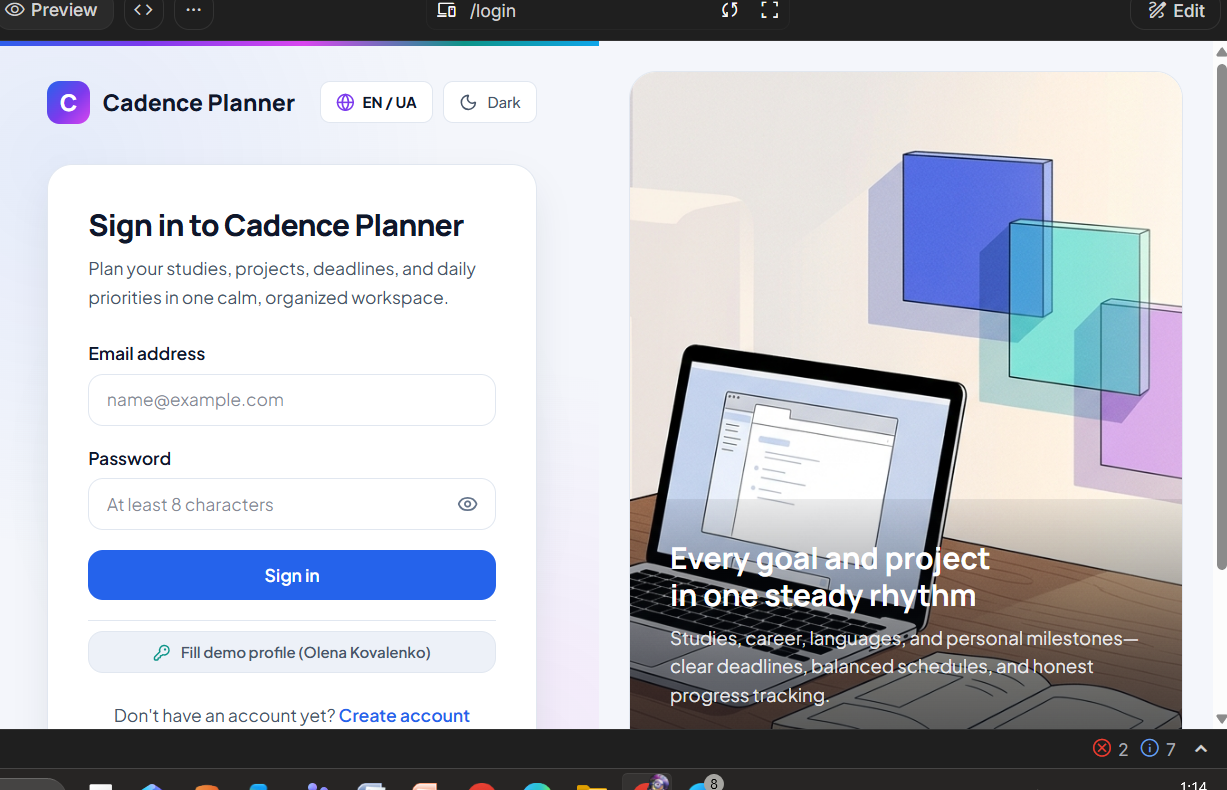 Preview
/login
Edit
C
Cadence Planner
EN / UA
Dark
Sign in to Cadence Planner
Plan your studies, projects, deadlines, and daily
priorities in one calm, organized workspace.
Email address
name@example.com
Password
At least 8 characters
Sign in
Fill demo profile (Olena Kovalenko)
Don't have an account yet? Create account
Every goal and project
in one steady rhythm
Studies, career, languages, and personal milestones—
clear deadlines, balanced schedules, and honest
progress tracking.
2
7
8
1:14